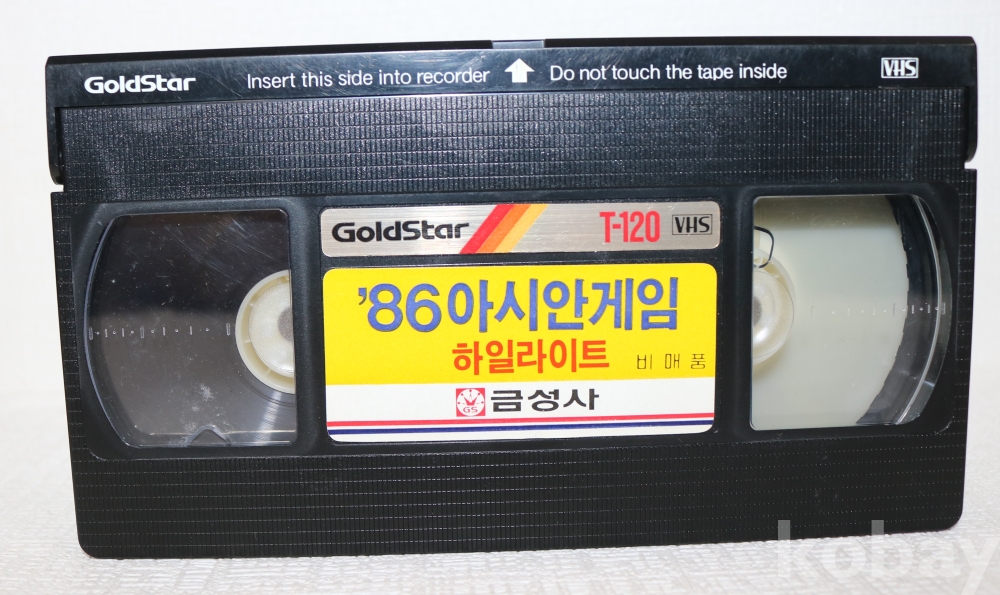 GoldStar Insert this side into recorder Do not touch the tape inside VHS
GoldStar T-120 VHS
'86아시안게임
하일라이트 비매품
GS 금성사
kobay